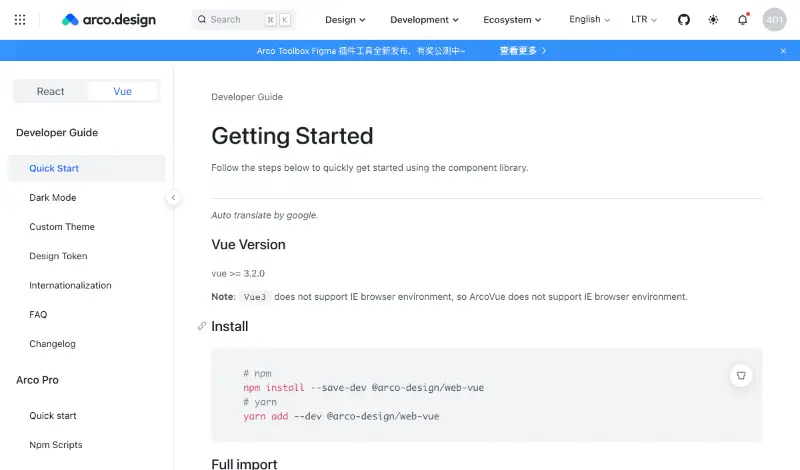 arco.design
Search ⌘ K
Design
Development
Ecosystem
English
LTR
401
Arco Toolbox Figma 插件工具全新发布，有奖公测中~ 查看更多
React
Vue
Developer Guide
Quick Start
Dark Mode
Custom Theme
Design Token
Internationalization
FAQ
Changelog
Arco Pro
Quick start
Npm Scripts
Developer Guide
Getting Started
Follow the steps below to quickly get started using the component library.
Auto translate by google.
Vue Version
vue >= 3.2.0
Note: Vue3 does not support IE browser environment, so ArcoVue does not support IE browser environment.
Install
# npm
npm install --save-dev @arco-design/web-vue
# yarn
yarn add --dev @arco-design/web-vue
Full import